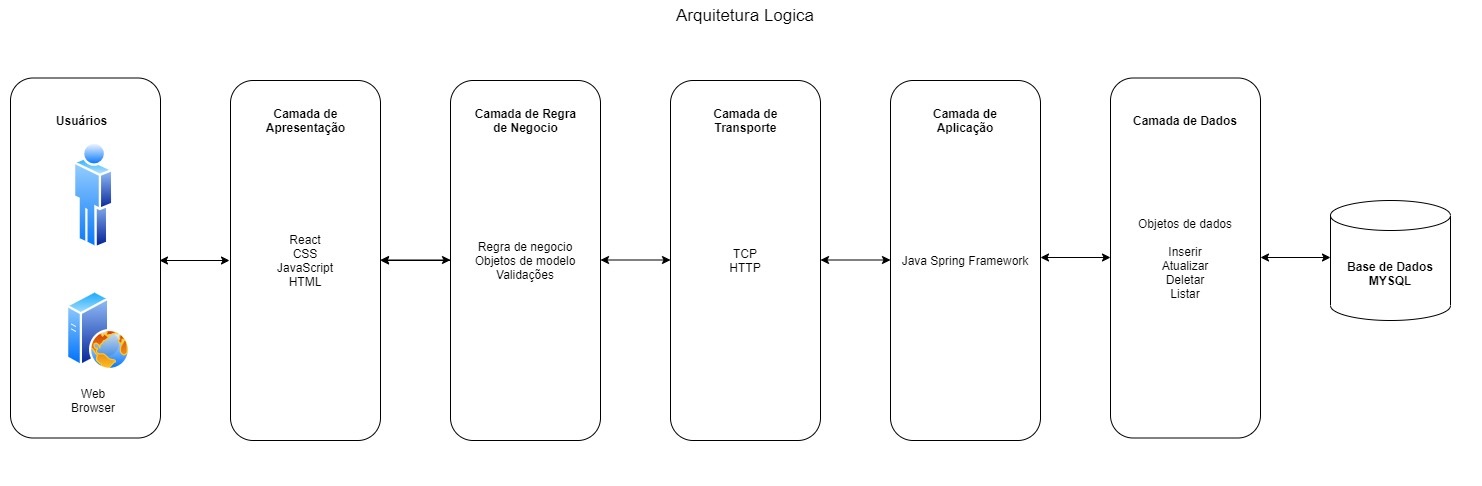 Arquitetura Logica
Usuários
Web
Browser
Camada de
Apresentação
React
CSS
JavaScript
HTML
Camada de Regra
de Negocio
Regra de negocio
Objetos de modelo
Validações
Camada de
Transporte
TCP
HTTP
Camada de
Aplicação
Java Spring Framework
Camada de Dados
Objetos de dados
Inserir
Atualizar
Deletar
Listar
Base de Dados
MYSQL